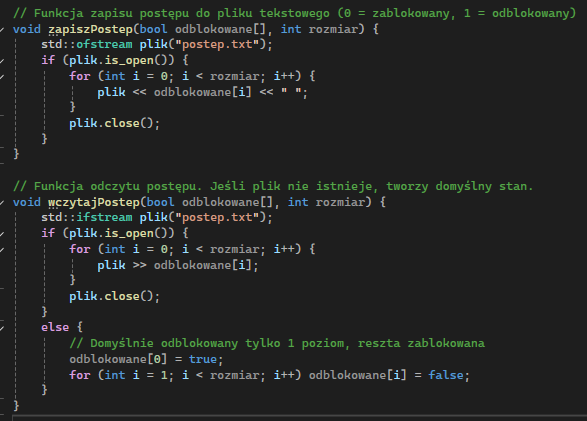 // Funkcja zapisu postępu do pliku tekstowego (0 = zablokowany, 1 = odblokowany)
void zapiszPostep(bool odblokowane[], int rozmiar) {
    std::ofstream plik("postep.txt");
    if (plik.is_open()) {
        for (int i = 0; i < rozmiar; i++) {
            plik << odblokowane[i] << " ";
        }
        plik.close();
    }
}

// Funkcja odczytu postępu. Jeśli plik nie istnieje, tworzy domyślny stan.
void wczytajPostep(bool odblokowane[], int rozmiar) {
    std::ifstream plik("postep.txt");
    if (plik.is_open()) {
        for (int i = 0; i < rozmiar; i++) {
            plik >> odblokowane[i];
        }
        plik.close();
    }
    else {
        // Domyślnie odblokowany tylko 1 poziom, reszta zablokowana
        odblokowane[0] = true;
        for (int i = 1; i < rozmiar; i++) odblokowane[i] = false;
    }
}